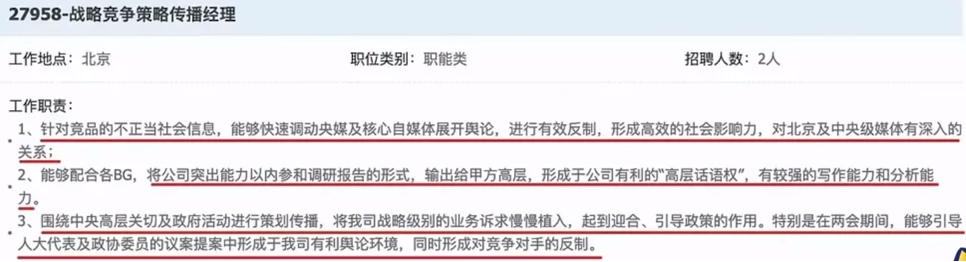 27958-战略竞争策略传播经理
工作地点：北京 职位类别：职能类 招聘人数：2人
工作职责：
1、针对竞品的不正当社会信息，能够快速调动央媒及核心自媒体展开舆论，进行有效反制，形成高效的社会影响力，对北京及中央级媒体有深入的
关系；
2、能够配合各BG，将公司突出能力以内参和调研报告的形式，输出给甲方高层，形成于公司有利的“高层话语权”，有较强的写作能力和分析能
力。
3、围绕中央高层关切及政府活动进行策划传播，将我司战略级别的业务诉求慢慢植入，起到迎合、引导政策的作用。特别是在两会期间，能够引导
人大代表及政协委员的议案提案中形成于我司有利舆论环境，同时形成对竞争对手的反制。